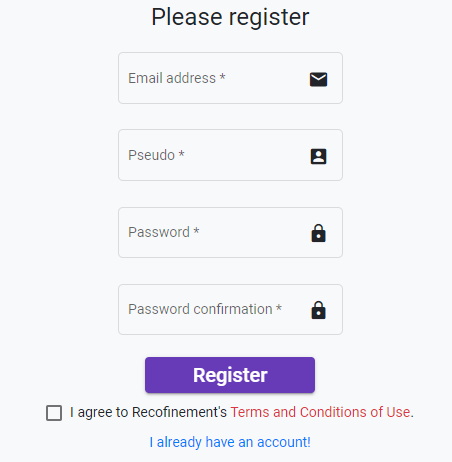 Please register
Email address *
Pseudo *
Password *
Password confirmation *
Register
I agree to Recofinement's Terms and Conditions of Use.
I already have an account!